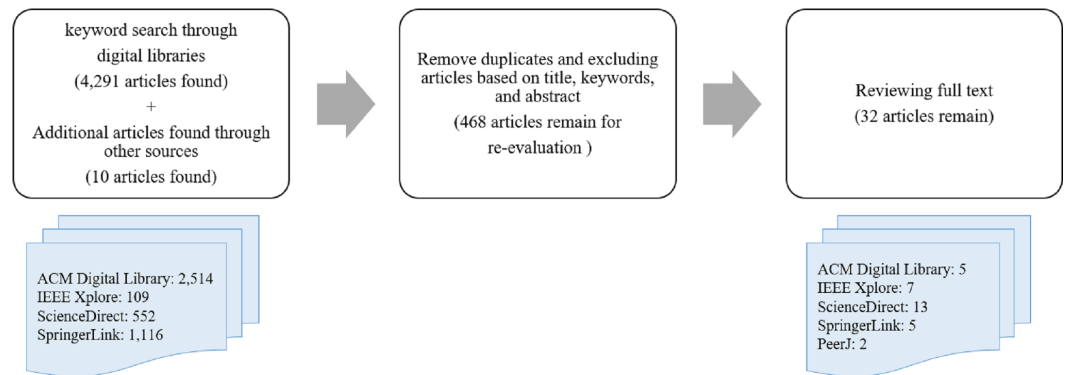 keyword search through
digital libraries
(4,291 articles found)
+
Additional articles found through
other sources
(10 articles found)
Remove duplicates and excluding
articles based on title, keywords,
and abstract
(468 articles remain for
re-evaluation )
Reviewing full text
(32 articles remain)
ACM Digital Library: 2,514
IEEE Xplore: 109
ScienceDirect: 552
SpringerLink: 1,116
ACM Digital Library: 5
IEEE Xplore: 7
ScienceDirect: 13
SpringerLink: 5
PeerJ: 2